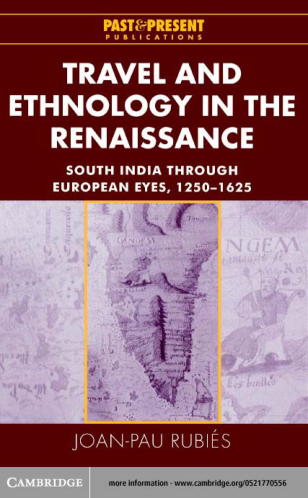 PAST & PRESENT
PUBLICATIONS
TRAVEL AND
ETHNOLOGY IN THE
RENAISSANCE
SOUTH INDIA THROUGH
EUROPEAN EYES, 1250–1625
NGEM
JOAN-PAU RUBIÉS
CAMBRIDGE
more information - www.cambridge.org/0521770556